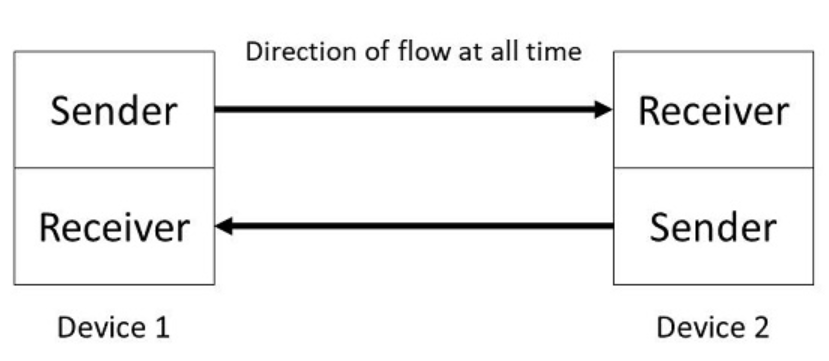 Direction of flow at all time
Sender
Receiver
Receiver
Sender
Device 1
Device 2